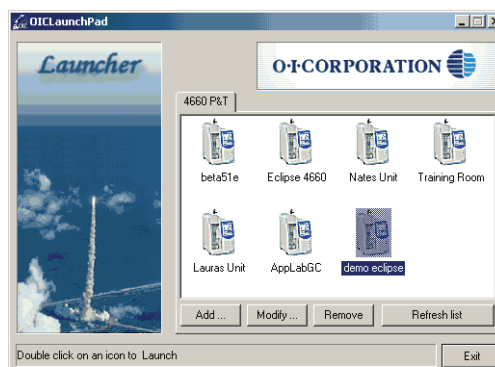 OICLaunchPad
Launcher
O·I·CORPORATION
4660 P&T
beta51e Eclipse 4660 Nates Unit Training Room
Lauras Unit AppLabGC demo eclipse
Add ... Modify ... Remove Refresh list
Double click on an icon to Launch Exit